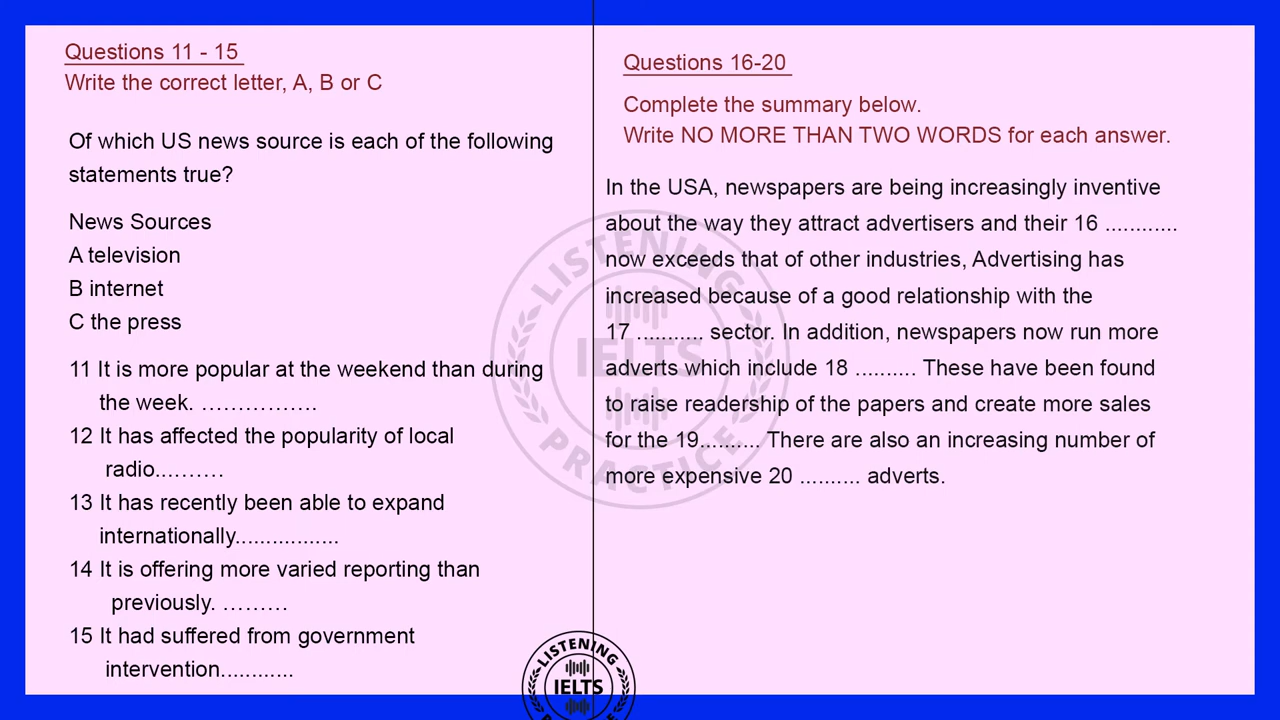 Questions 11 - 15
Write the correct letter, A, B or C
Of which US news source is each of the following
statements true?
News Sources
A television
B internet
C the press
11 It is more popular at the weekend than during
the week. …………….
12 It has affected the popularity of local
radio...……
13 It has recently been able to expand
internationally.................
14 It is offering more varied reporting than
previously. ………
15 It had suffered from government
intervention............
Questions 16-20
Complete the summary below.
Write NO MORE THAN TWO WORDS for each answer.
In the USA, newspapers are being increasingly inventive
about the way they attract advertisers and their 16 ............
now exceeds that of other industries, Advertising has
increased because of a good relationship with the
17 ........... sector. In addition, newspapers now run more
adverts which include 18 .......... These have been found
to raise readership of the papers and create more sales
for the 19.......... There are also an increasing number of
more expensive 20 .......... adverts.
LISTENING
IELTS
PRACTICE
LISTENING
IELTS